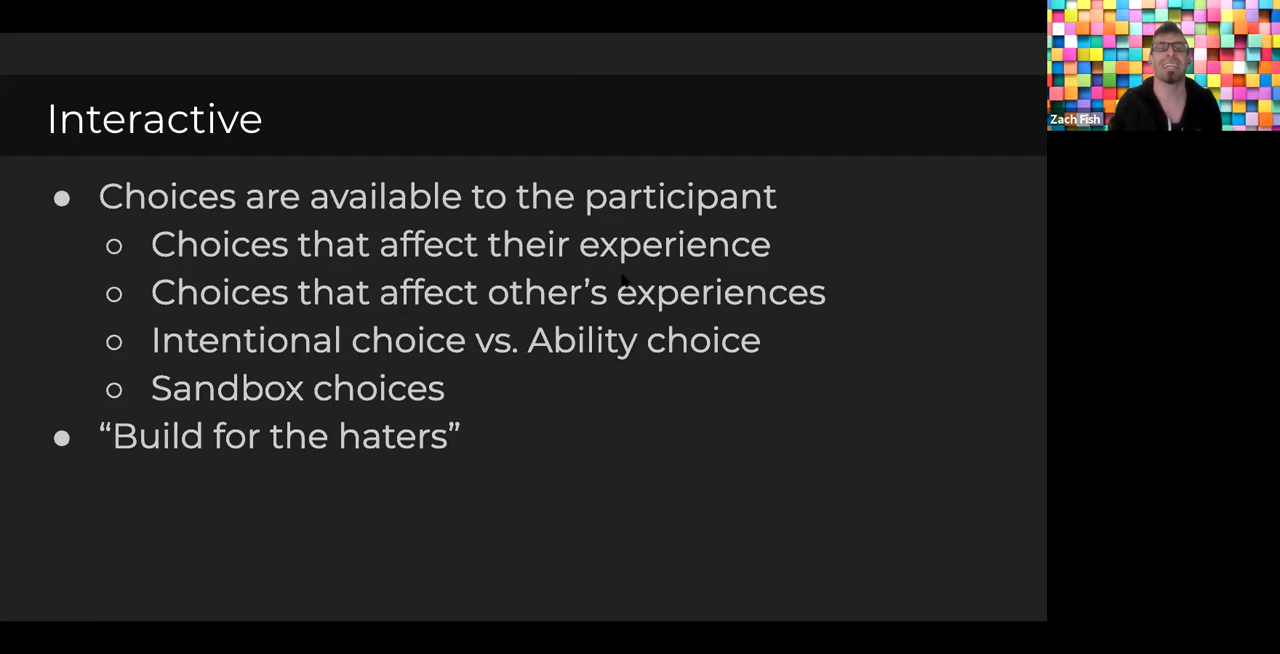 Interactive
● Choices are available to the participant
○ Choices that affect their experience
○ Choices that affect other’s experiences
○ Intentional choice vs. Ability choice
○ Sandbox choices
● “Build for the haters”
Zach Fish